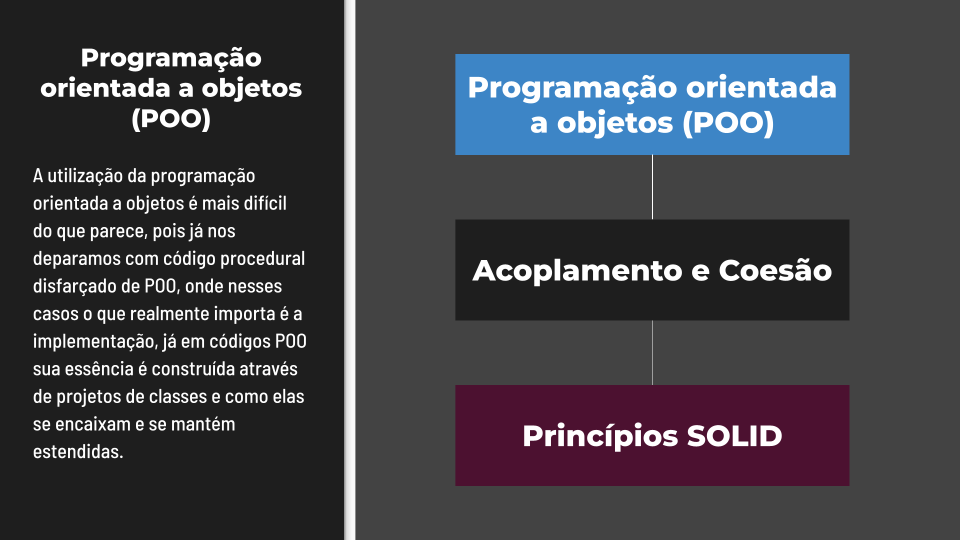 Programação
orientada a objetos
(POO)
A utilização da programação
orientada a objetos é mais difícil
do que parece, pois já nos
deparamos com código procedural
disfarçado de POO, onde nesses
casos o que realmente importa é a
implementação, já em códigos POO
sua essência é construída através
de projetos de classes e como elas
se encaixam e se mantém
estendidas.
Programação orientada
a objetos (POO)
Acoplamento e Coesão
Princípios SOLID